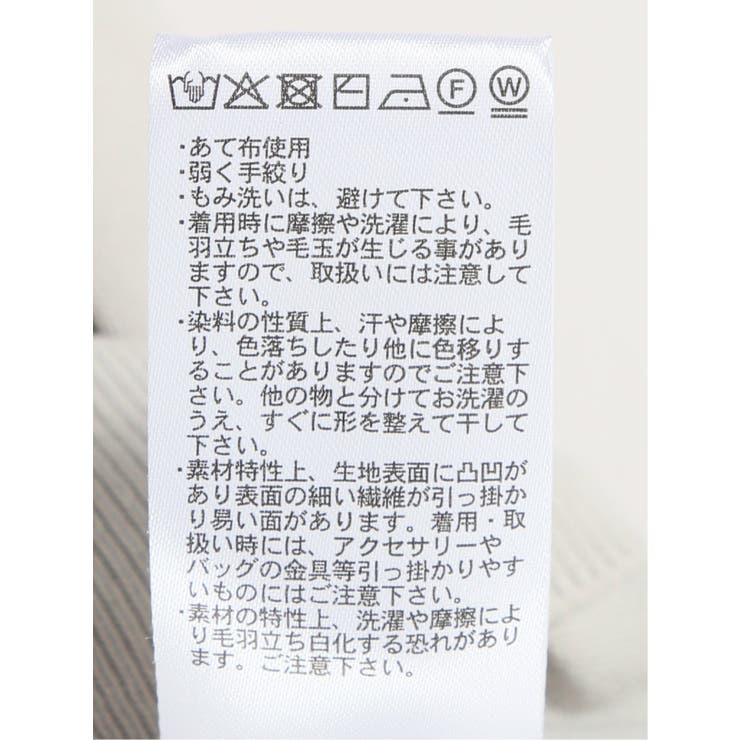 F W
・あて布使用
・弱く手絞り
・もみ洗いは、避けて下さい。
・着用時に摩擦や洗濯により、毛
羽立ちや毛玉が生じる事があり
ますので、取扱いには注意して
下さい。
・染料の性質上、汗や摩擦によ
り、色落ちしたり他に色移りす
ることがありますのでご注意下
さい。他の物と分けてお洗濯の
うえ、すぐに形を整えて干して
下さい。
・素材特性上、生地表面に凸凹が
あり表面の細い繊維が引っ掛か
り易い面があります。着用・取
扱い時には、アクセサリーや
バッグの金具等引っ掛かりやす
いものにはご注意下さい。
・素材の特性上、洗濯や摩擦によ
り毛羽立ち白化する恐れがあり
ます。ご注意下さい。